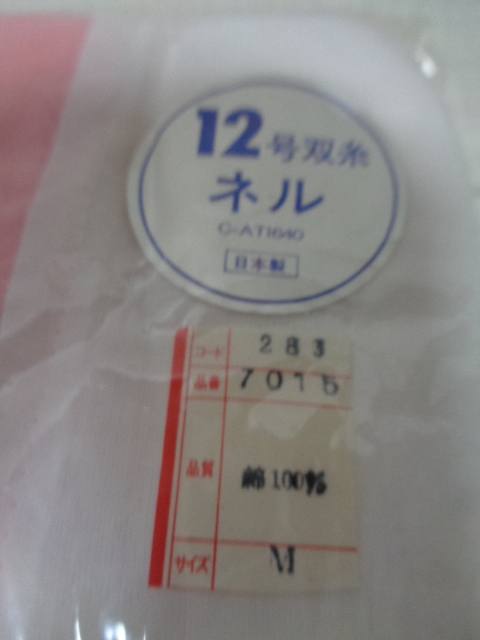 12号双糸
ネル
C-AT1640
日本製
コード 283
品番 7015
品質 綿100%
サイズ M